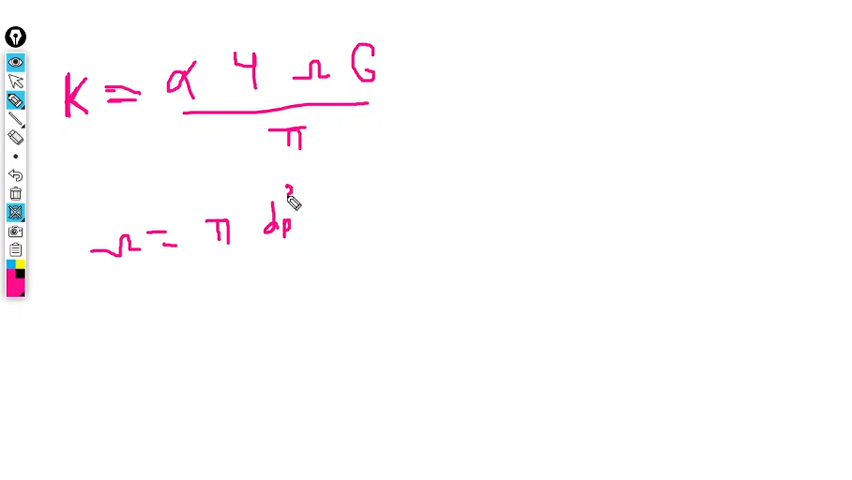 K = α 4 Ω G
π
Ω = π dp²